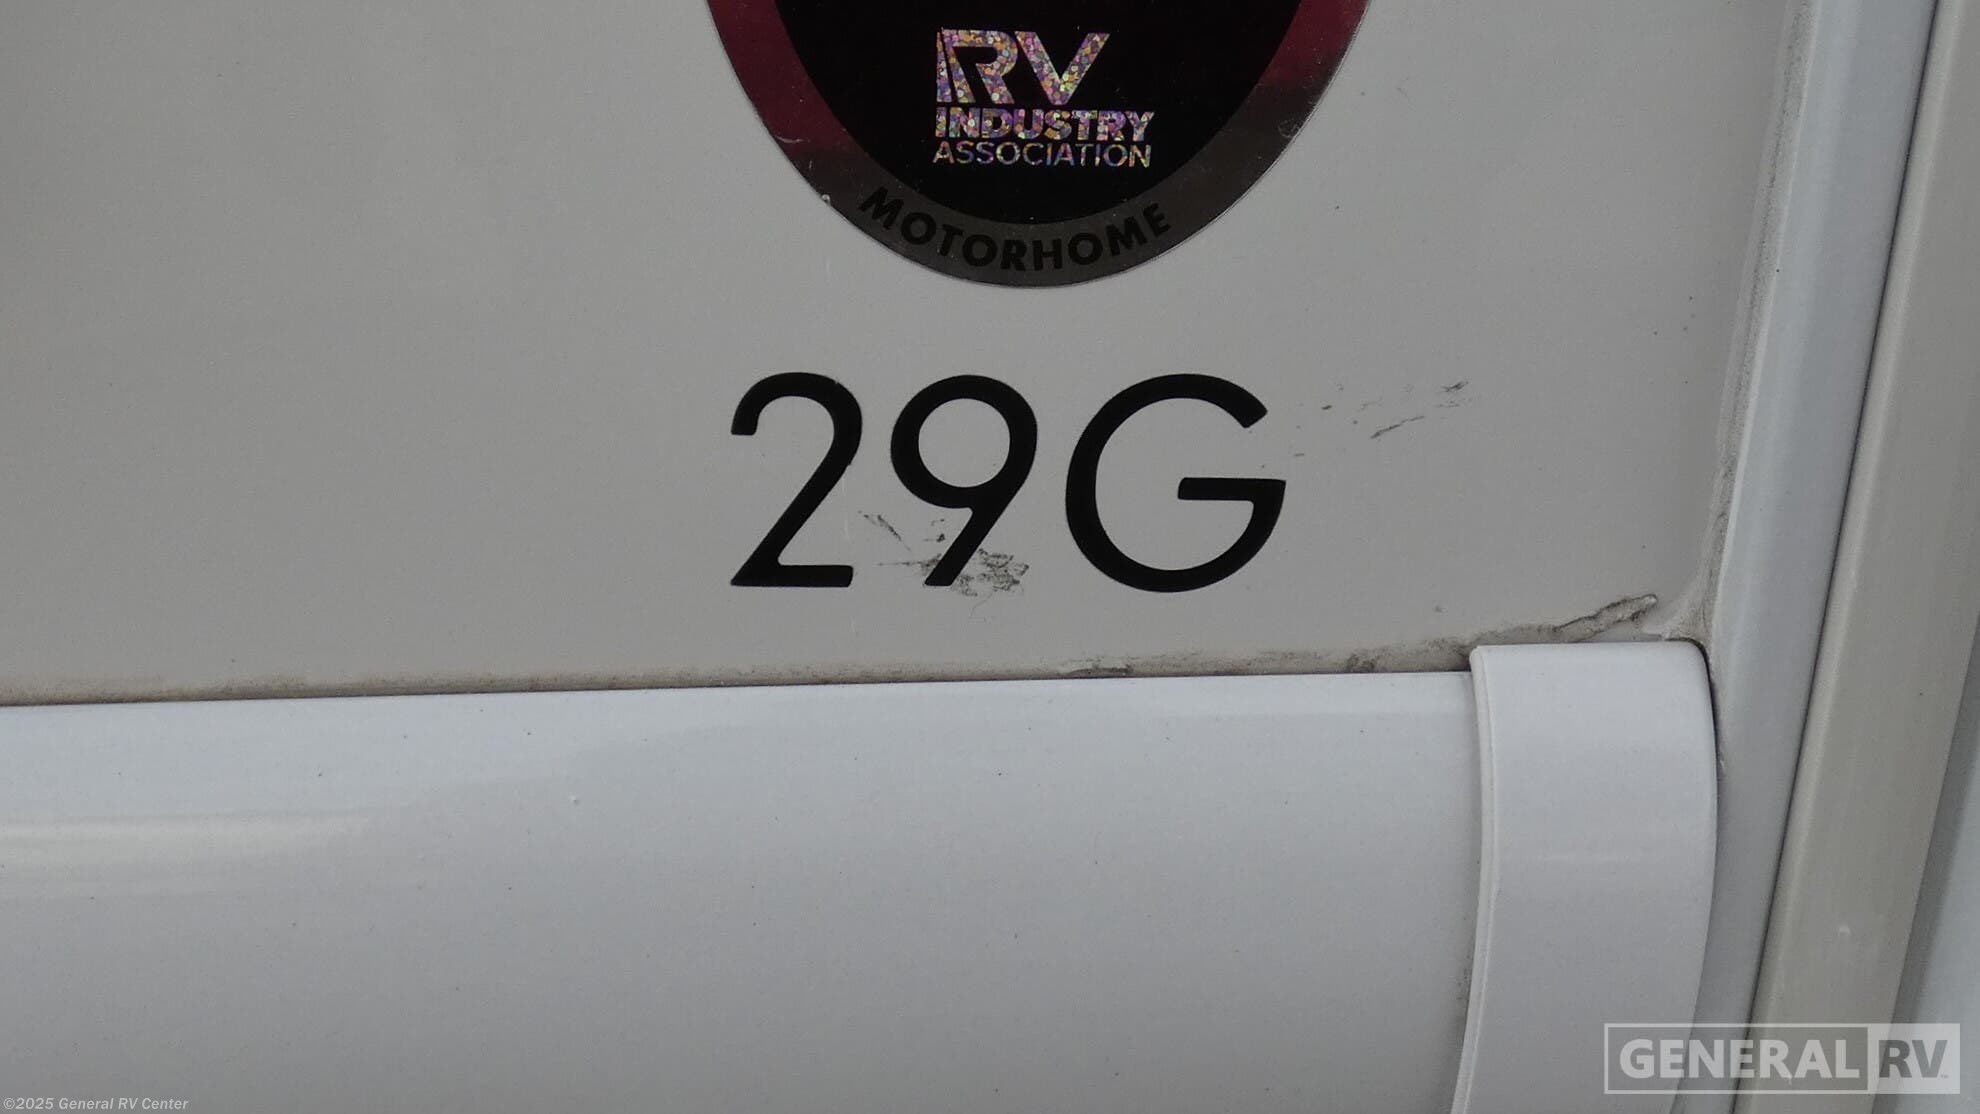 RV
INDUSTRY
ASSOCIATION
MOTORHOME
29G
GENERAL RV
©2025 General RV Center